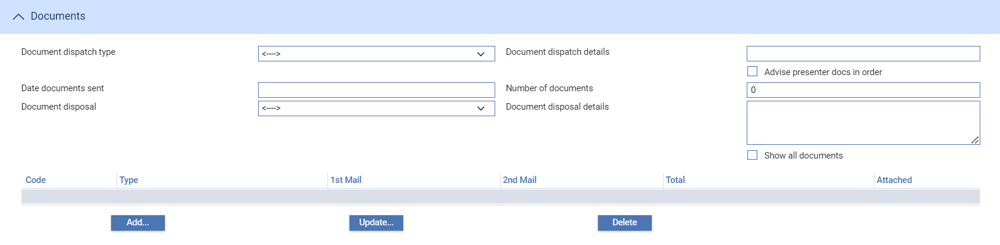 Documents
Document dispatch type <----> Document dispatch details
Advise presenter docs in order
Date documents sent Number of documents 0
Document disposal <----> Document disposal details
Show all documents
Code Type 1st Mail 2nd Mail Total Attached
Add... Update... Delete